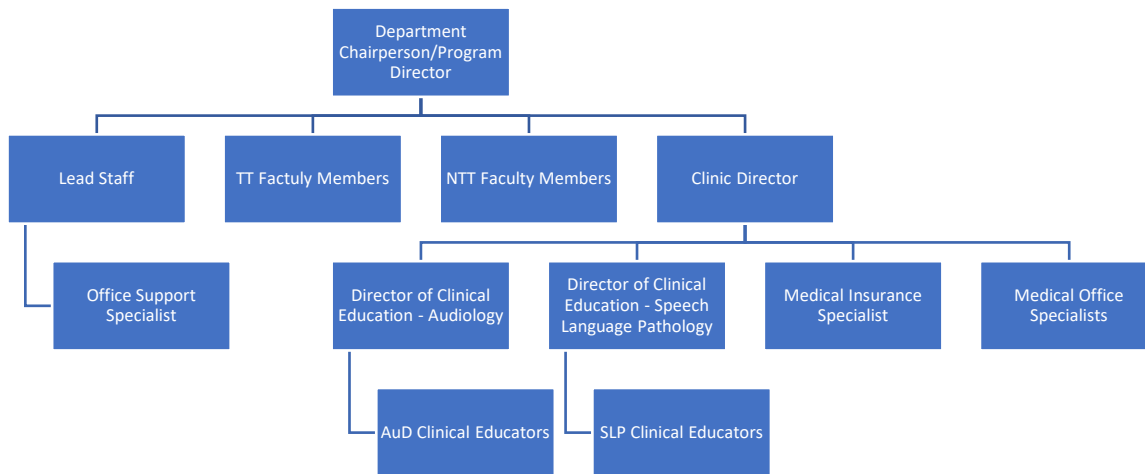 Department
Chairperson/Program
Director
Lead Staff
TT Factuly Members
NTT Faculty Members
Clinic Director
Office Support
Specialist
Director of Clinical
Education - Audiology
Director of Clinical
Education - Speech
Language Pathology
Medical Insurance
Specialist
Medical Office
Specialists
AuD Clinical Educators
SLP Clinical Educators